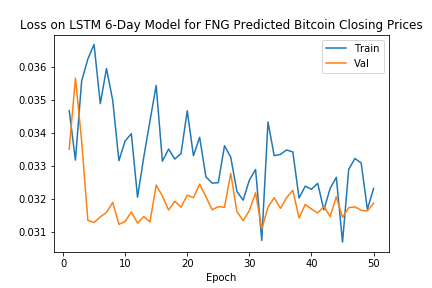 Loss on LSTM 6-Day Model for FNG Predicted Bitcoin Closing Prices
Train
Val
0.036
0.035
0.034
0.033
0.032
0.031
0 10 20 30 40 50
Epoch